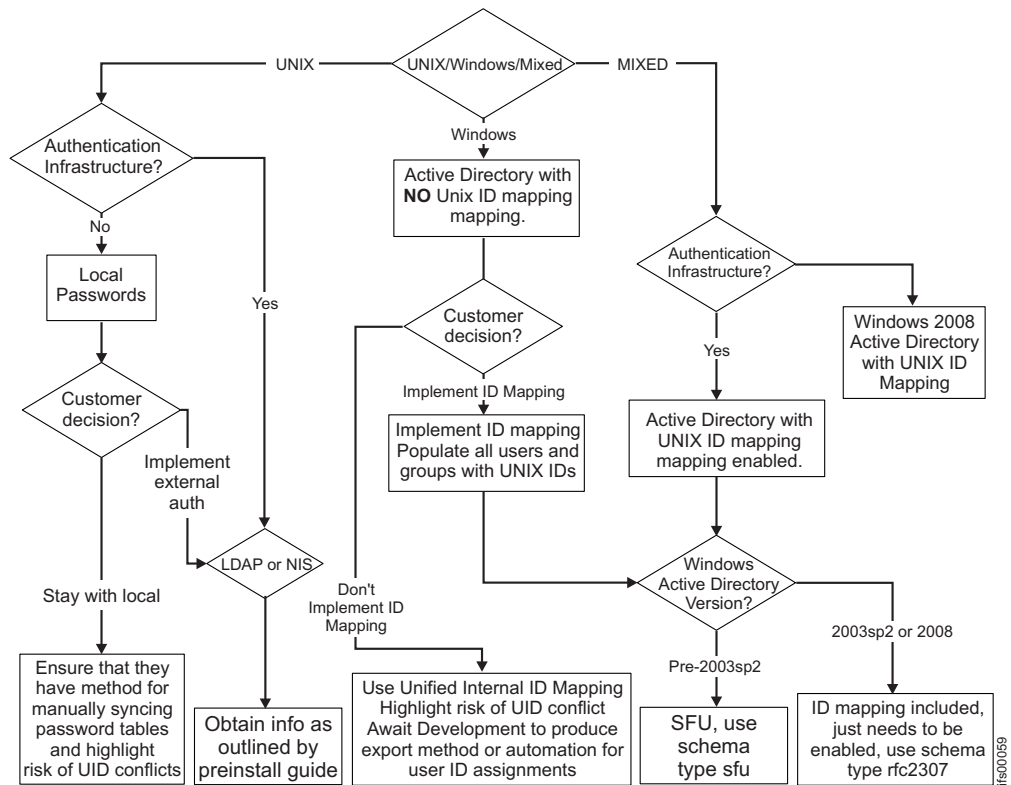 UNIX
UNIX/Windows/Mixed
MIXED
Windows
Authentication
Infrastructure?
Active Directory with
NO Unix ID mapping
mapping.
No
Local
Passwords
Yes
Authentication
Infrastructure?
Windows 2008
Active Directory
with UNIX ID
Mapping
Customer
decision?
Yes
Customer
decision?
Implement ID Mapping
Implement
external
auth
Implement ID mapping
Populate all users and
groups with UNIX IDs
Active Directory with
UNIX ID mapping
mapping enabled.
LDAP or NIS
Windows
Active Directory
Version?
Stay with local
Don't
Implement ID
Mapping
2003sp2 or 2008
Pre-2003sp2
Ensure that they
have method for
manually syncing
password tables
and highlight
risk of UID conflicts
Obtain info as
outlined by
preinstall guide
Use Unified Internal ID Mapping
Highlight risk of UID conflict
Await Development to produce
export method or automation for
user ID assignments
SFU, use
schema
type sfu
ID mapping included,
just needs to be
enabled, use schema
type rfc2307
ifs00059